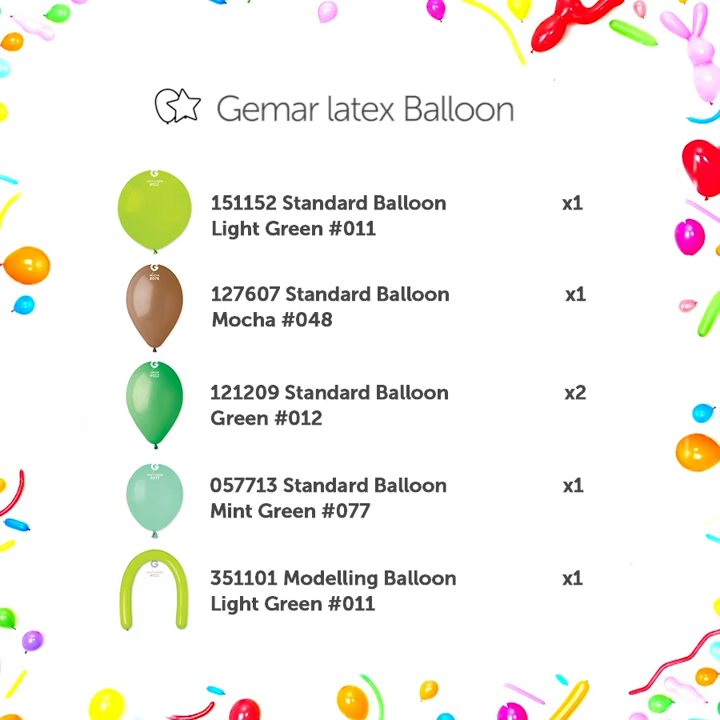 Gemar latex Balloon
151152 Standard Balloon x1
Light Green #011
127607 Standard Balloon x1
Mocha #048
121209 Standard Balloon x2
Green #012
057713 Standard Balloon x1
Mint Green #077
351101 Modelling Balloon x1
Light Green #011